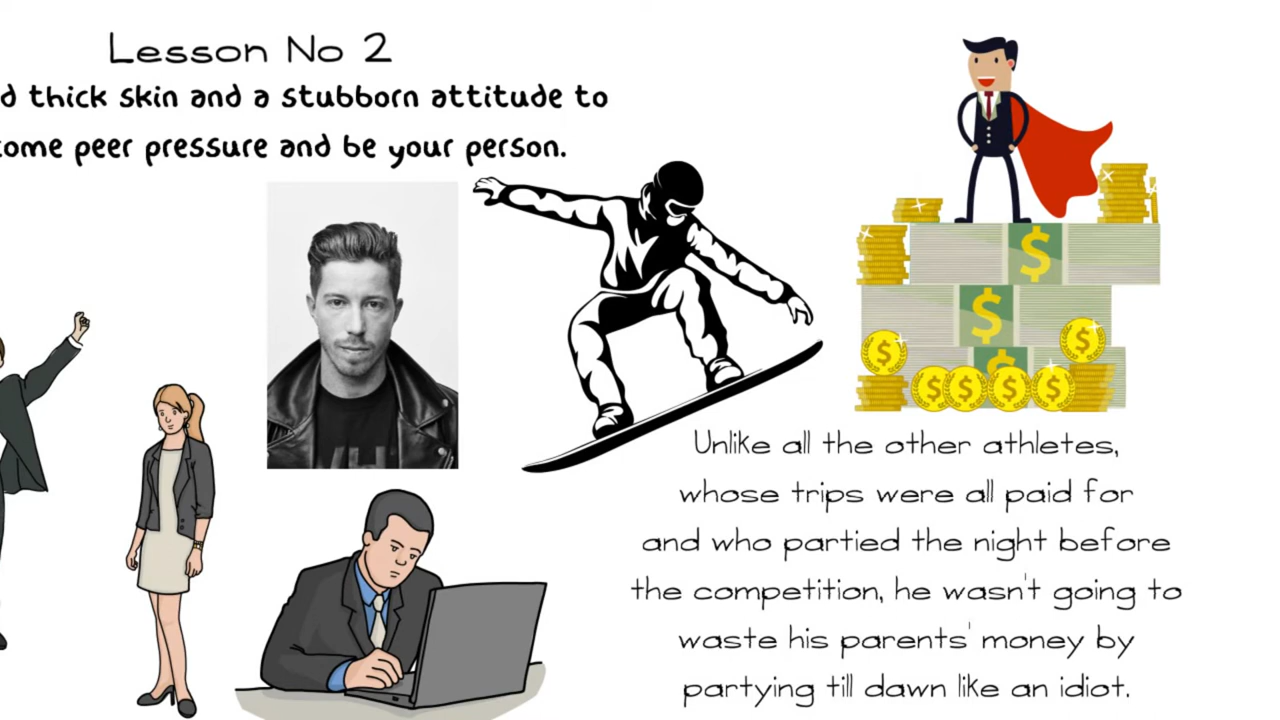 Lesson No 2
d thick skin and a stubborn attitude to
come peer pressure and be your person.
Unlike all the other athletes,
whose trips were all paid for
and who partied the night before
the competition, he wasn't going to
waste his parents' money by
partying till dawn like an idiot.